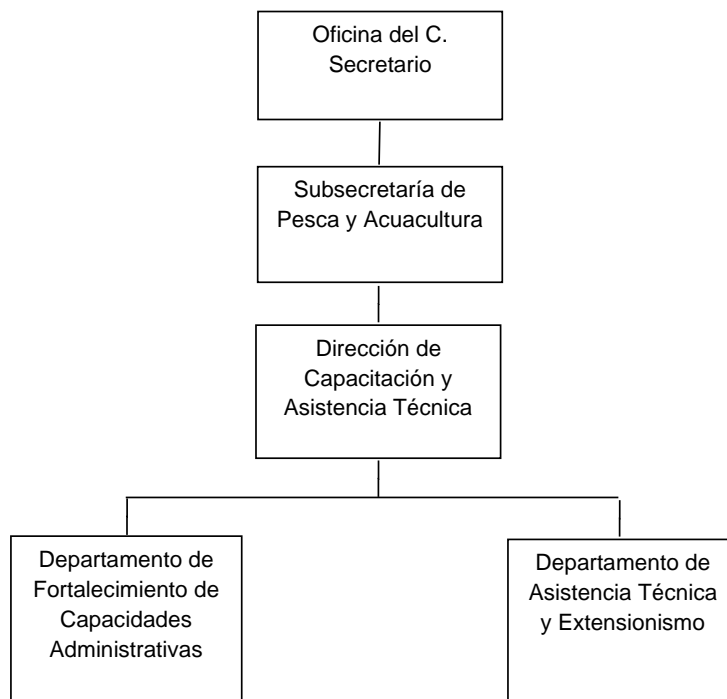 Oficina del C.
Secretario
Subsecretaría de
Pesca y Acuacultura
Dirección de
Capacitación y
Asistencia Técnica
Departamento de
Fortalecimiento de
Capacidades
Administrativas
Departamento de
Asistencia Técnica
y Extensionismo